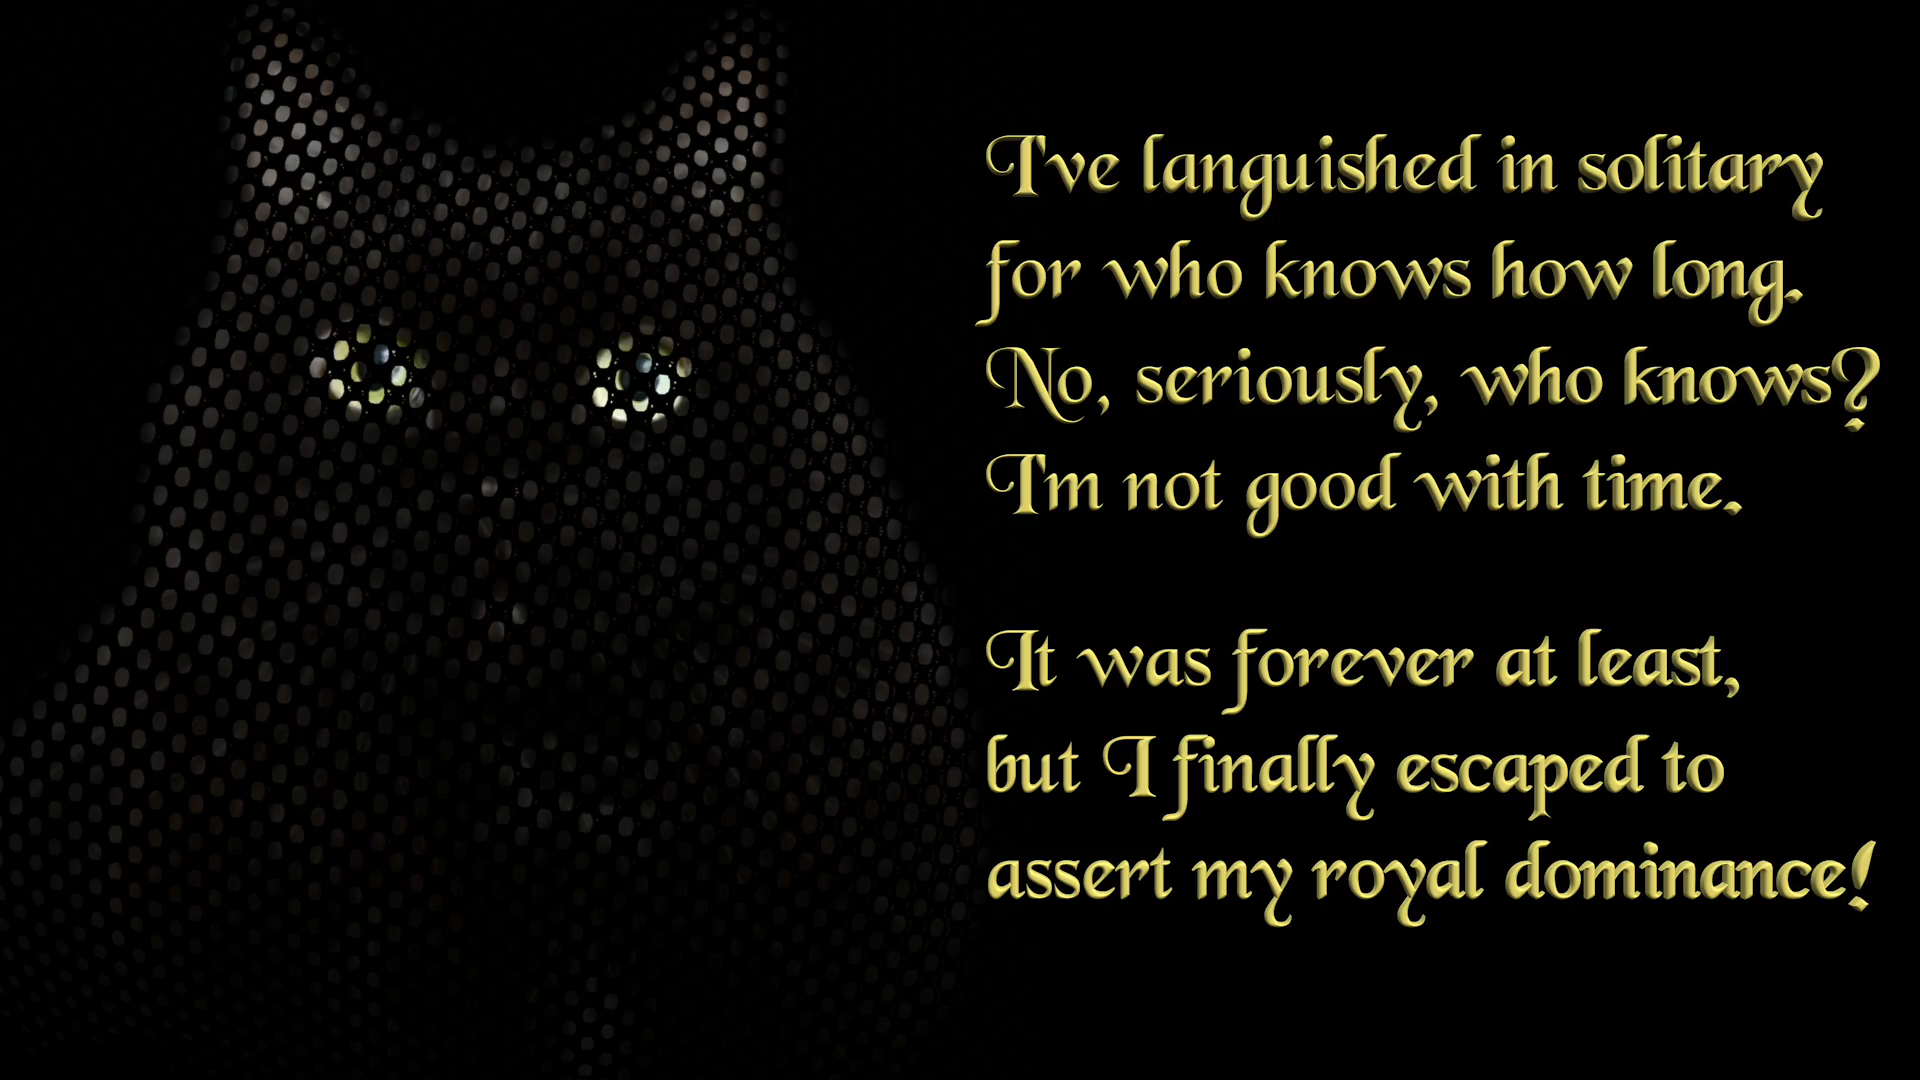 I've languished in solitary
for who knows how long.
No, seriously, who knows?
I'm not good with time.
It was forever at least,
but I finally escaped to
assert my royal dominance!